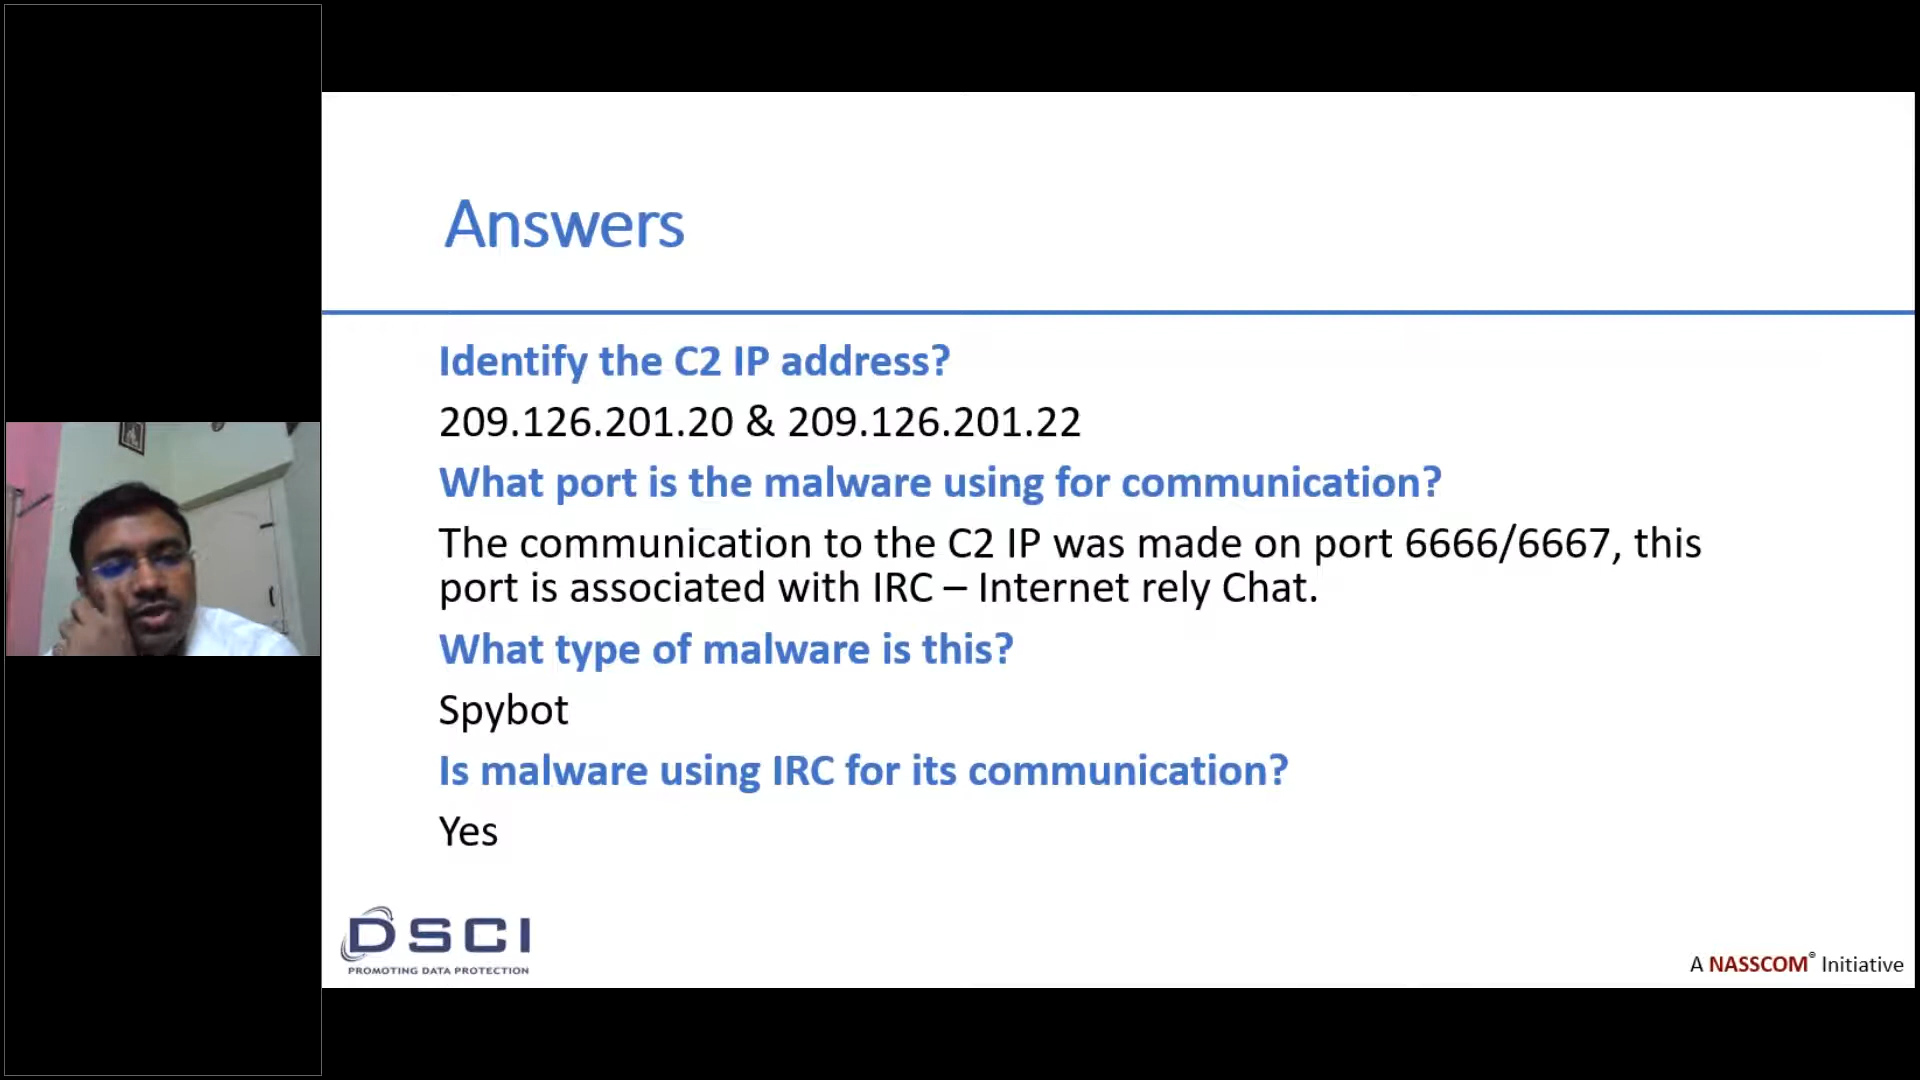 Answers
Identify the C2 IP address?
209.126.201.20 & 209.126.201.22
What port is the malware using for communication?
The communication to the C2 IP was made on port 6666/6667, this
port is associated with IRC – Internet rely Chat.
What type of malware is this?
Spybot
Is malware using IRC for its communication?
Yes
DSCI
PROMOTING DATA PROTECTION
A NASSCOM® Initiative